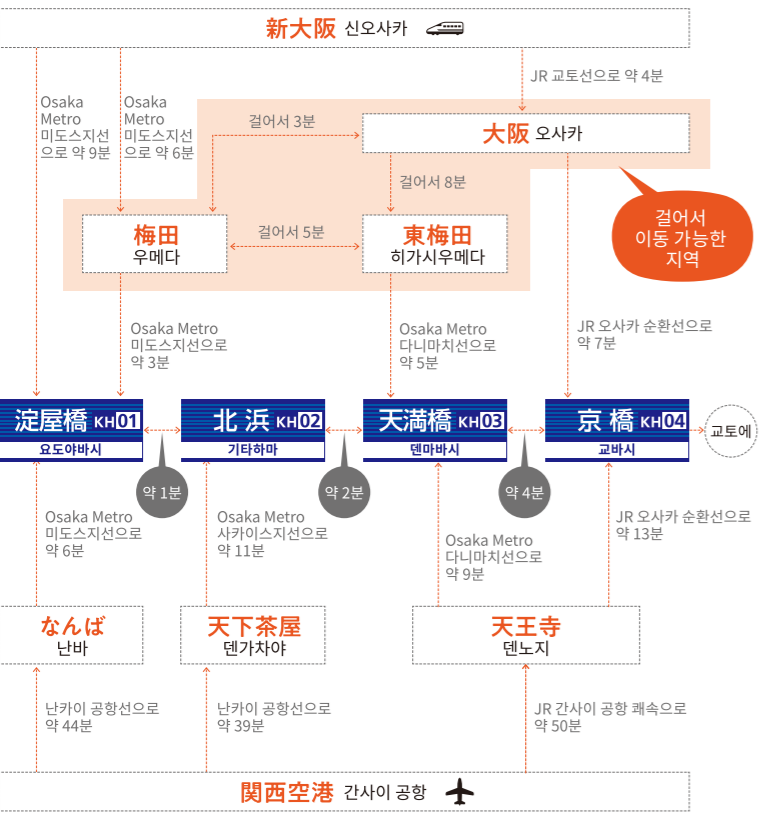 新大阪 신오사카
JR 교토선으로 약 4분
Osaka
Metro
미도스지선
으로 약 9분
Osaka
Metro
미도스지선
으로 약 6분
걸어서 3분
大阪 오사카
걸어서 8분
걸어서
이동 가능한
지역
梅田
우메다
걸어서 5분
東梅田
히가시우메다
Osaka Metro
미도스지선으로
약 3분
Osaka Metro
다니마치선으로
약 5분
JR 오사카 순환선으로
약 7분
淀屋橋 KH01
요도야바시
北浜 KH02
기타하마
天満橋 KH03
덴마바시
京橋 KH04
교바시
교토에
약 1분
약 2분
약 4분
Osaka Metro
미도스지선으로
약 6분
Osaka Metro
사카이스지선으로
약 11분
Osaka Metro
다니마치선으로
약 9분
JR 오사카 순환선으로
약 13분
なんば
난바
天下茶屋
덴가차야
天王寺
덴노지
난카이 공항선으로
약 44분
난카이 공항선으로
약 39분
JR 간사이 공항 쾌속으로
약 50분
関西空港 간사이 공항